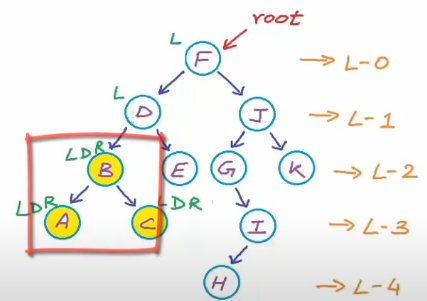 root
L F → L-0
L D J → L-1
LDR B E G K → L-2
LDR A C -DR I → L-3
H → L-4